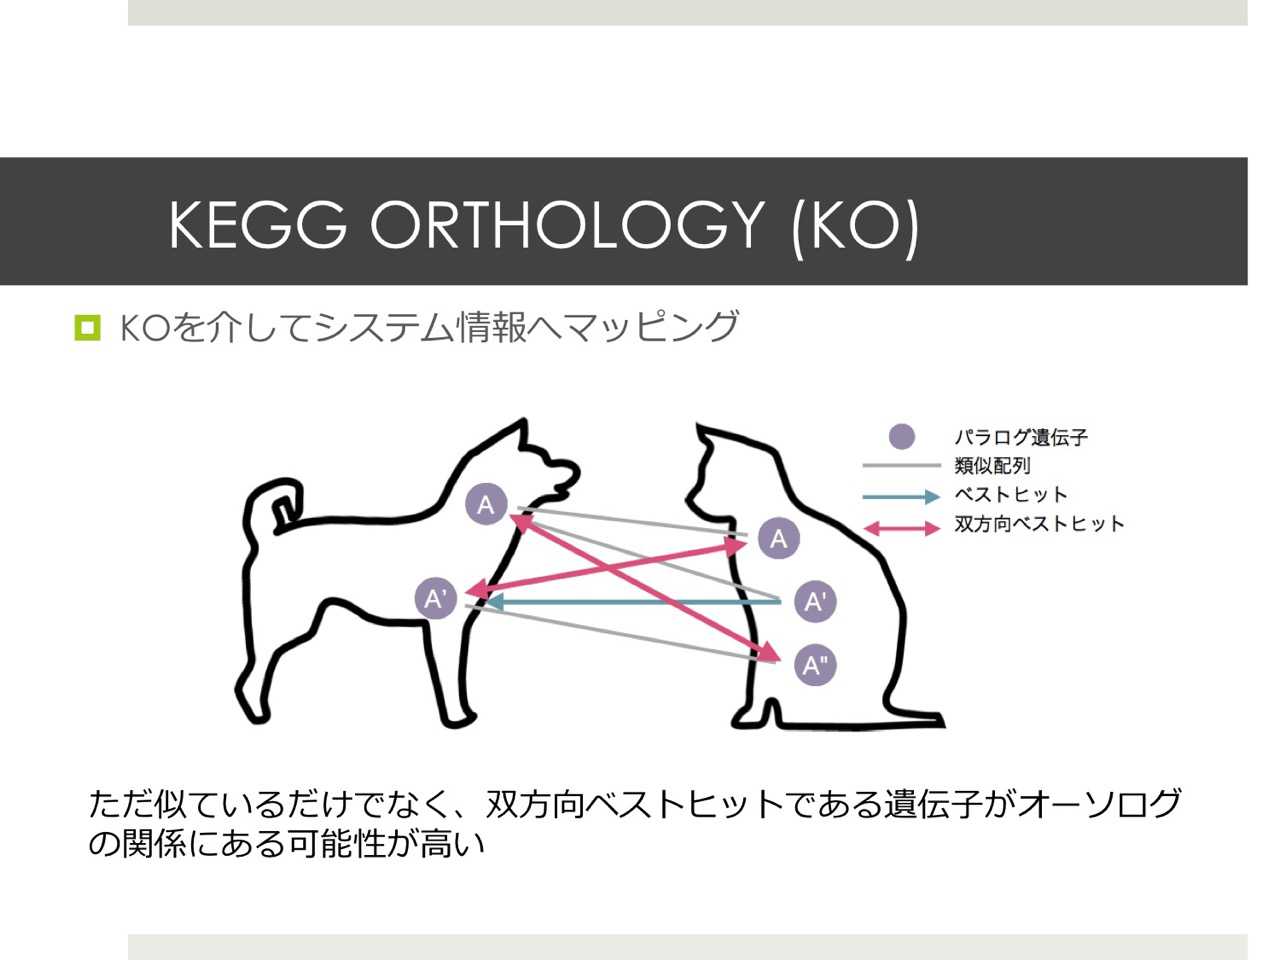 KEGG ORTHOLOGY (KO)
KOを介してシステム情報へマッピング
パラログ遺伝子
類似配列
ベストヒット
双方向ベストヒット
A
A'
A
A'
A"
ただ似ているだけでなく、双方向ベストヒットである遺伝子がオーソログ
の関係にある可能性が高い